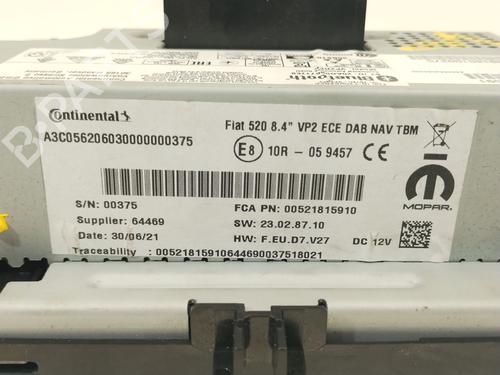 Bluetooth
Continental
Fiat 520 8.4" VP2 ECE DAB NAV TBM
A3C0562060300000000375
E8 10R - 05 9457
MOPAR
S/N: 00375
FCA PN: 00521815910
Supplier: 64469
SW: 23.02.87.10
Date: 30/06/21
HW: F.EU.D7.V27
DC 12V
Traceability : 00521815910644690037518021